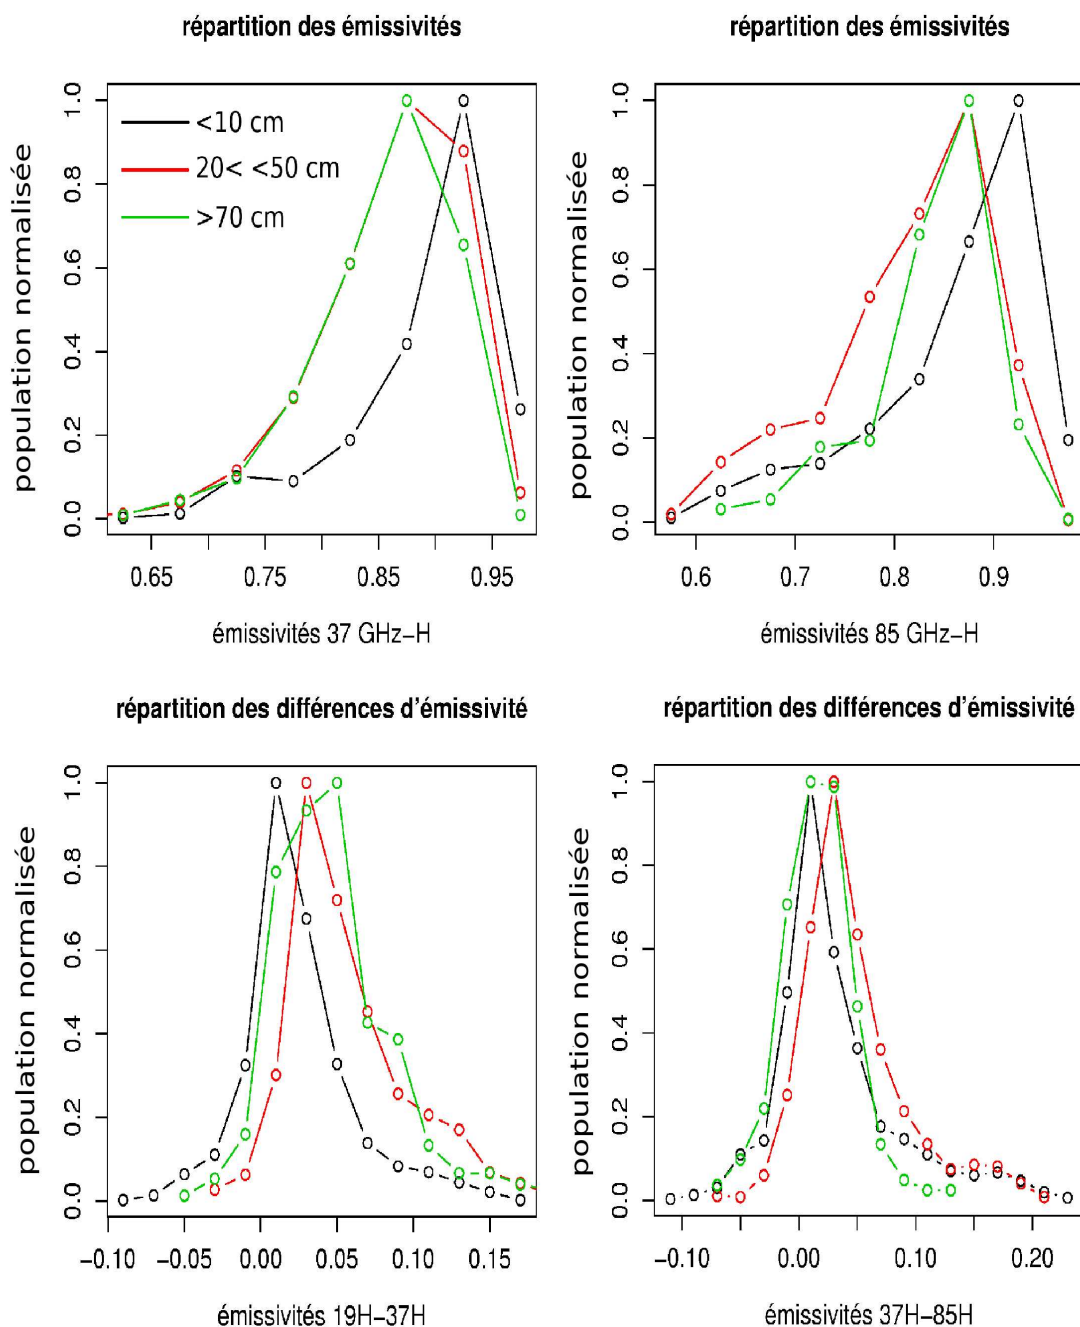 répartition des émissivités
population normalisée
0.0 0.2 0.4 0.6 0.8 1.0
<10 cm
20< <50 cm
>70 cm
0.65 0.75 0.85 0.95
émissivités 37 GHz−H
répartition des émissivités
population normalisée
0.0 0.2 0.4 0.6 0.8 1.0
0.6 0.7 0.8 0.9
émissivités 85 GHz−H
répartition des différences d'émissivité
population normalisée
0.0 0.2 0.4 0.6 0.8 1.0
−0.10 −0.05 0.00 0.05 0.10 0.15
émissivités 19H−37H
répartition des différences d'émissivité
population normalisée
0.0 0.2 0.4 0.6 0.8 1.0
−0.10 0.00 0.10 0.20
émissivités 37H−85H